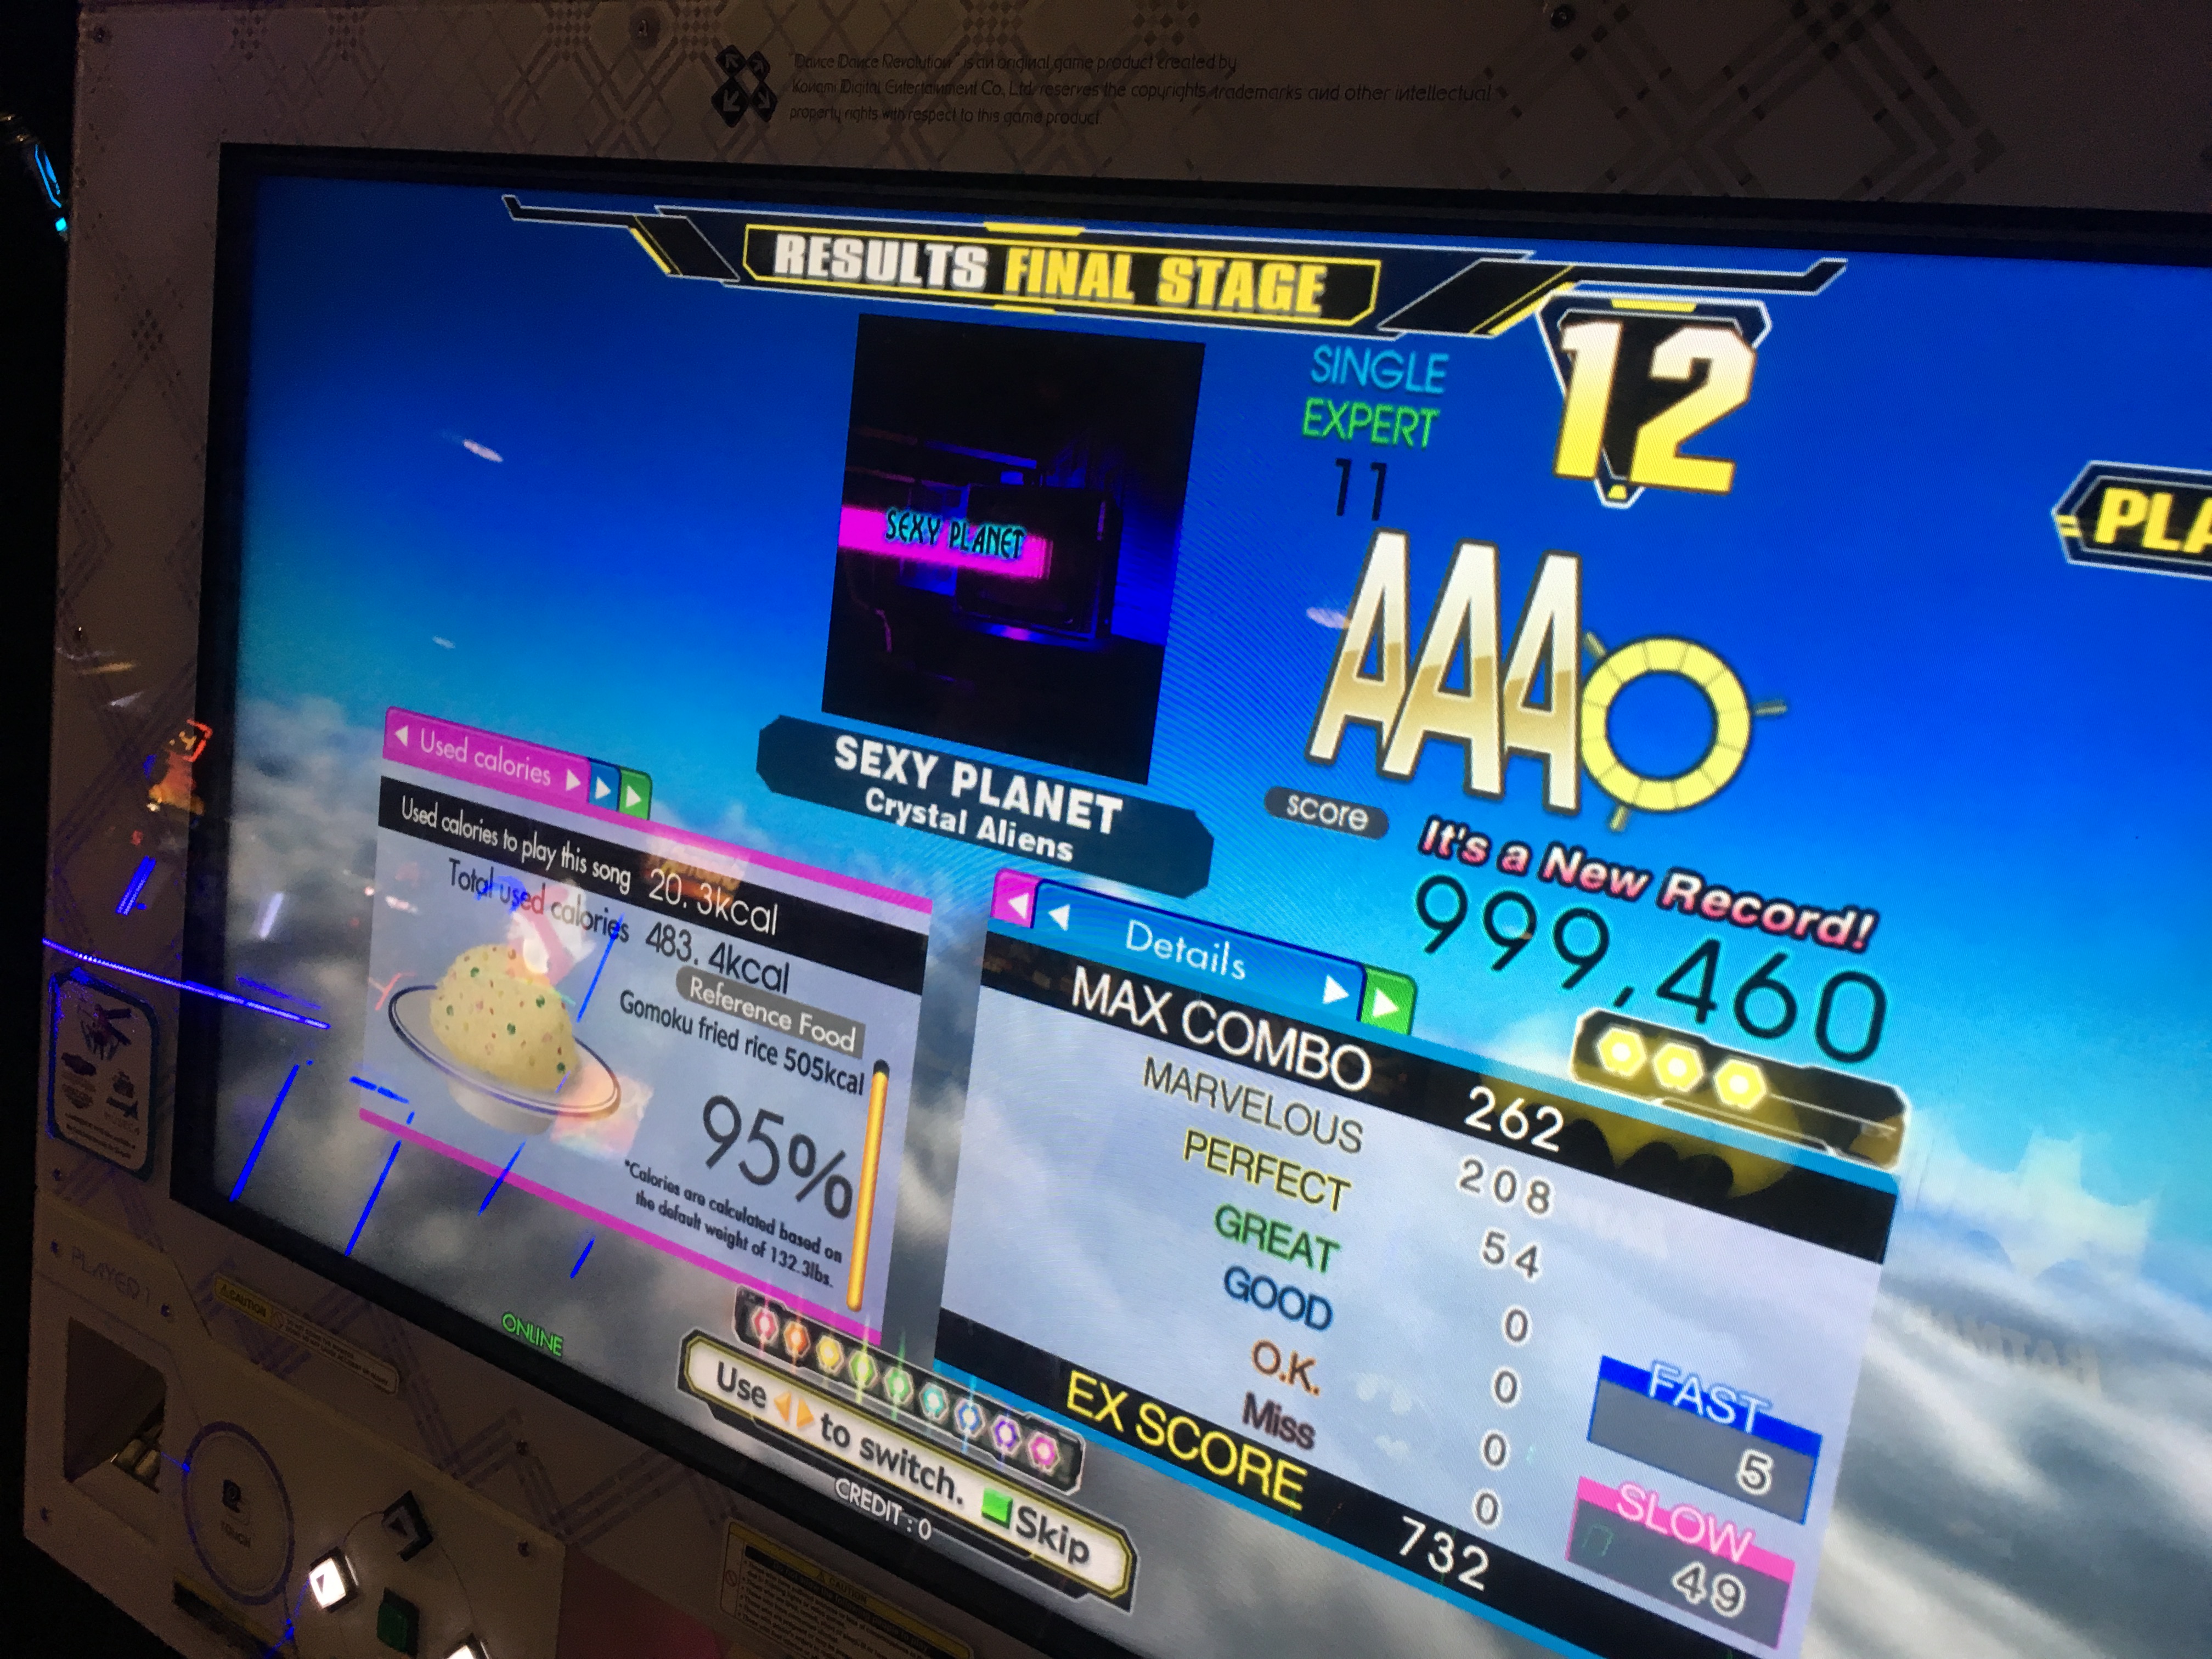 "Dance Dance Revolution" is an original game product created by
Konami Digital Entertainment Co., Ltd. reserves the copyrights, trademarks and other intellectual
property rights with respect to this game product.
RESULTS FINAL STAGE
SINGLE
EXPERT
11
12
PLA
SEXY PLANET
AAA
SEXY PLANET
Crystal Aliens
score
It's a New Record!
999,460
Used calories
Used calories to play this song 20.3kcal
Total used calories 483.4kcal
Reference Food
Gomoku fried rice 505kcal
95%
*Calories are calculated based on
the default weight of 132.3lbs.
Details
MAX COMBO 262
MARVELOUS 208
PERFECT 54
GREAT 0
GOOD 0
O.K. 0
Miss 0
EX SCORE 732
FAST
5
SLOW
49
ONLINE
Use to switch. Skip
CREDIT : 0
PLAYER 1
CAUTION
CAUTION
TOUCH